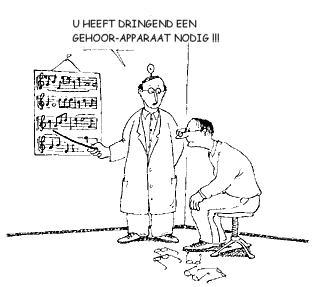 U HEEFT DRINGEND EEN
GEHOOR-APPARAAT NODIG !!!